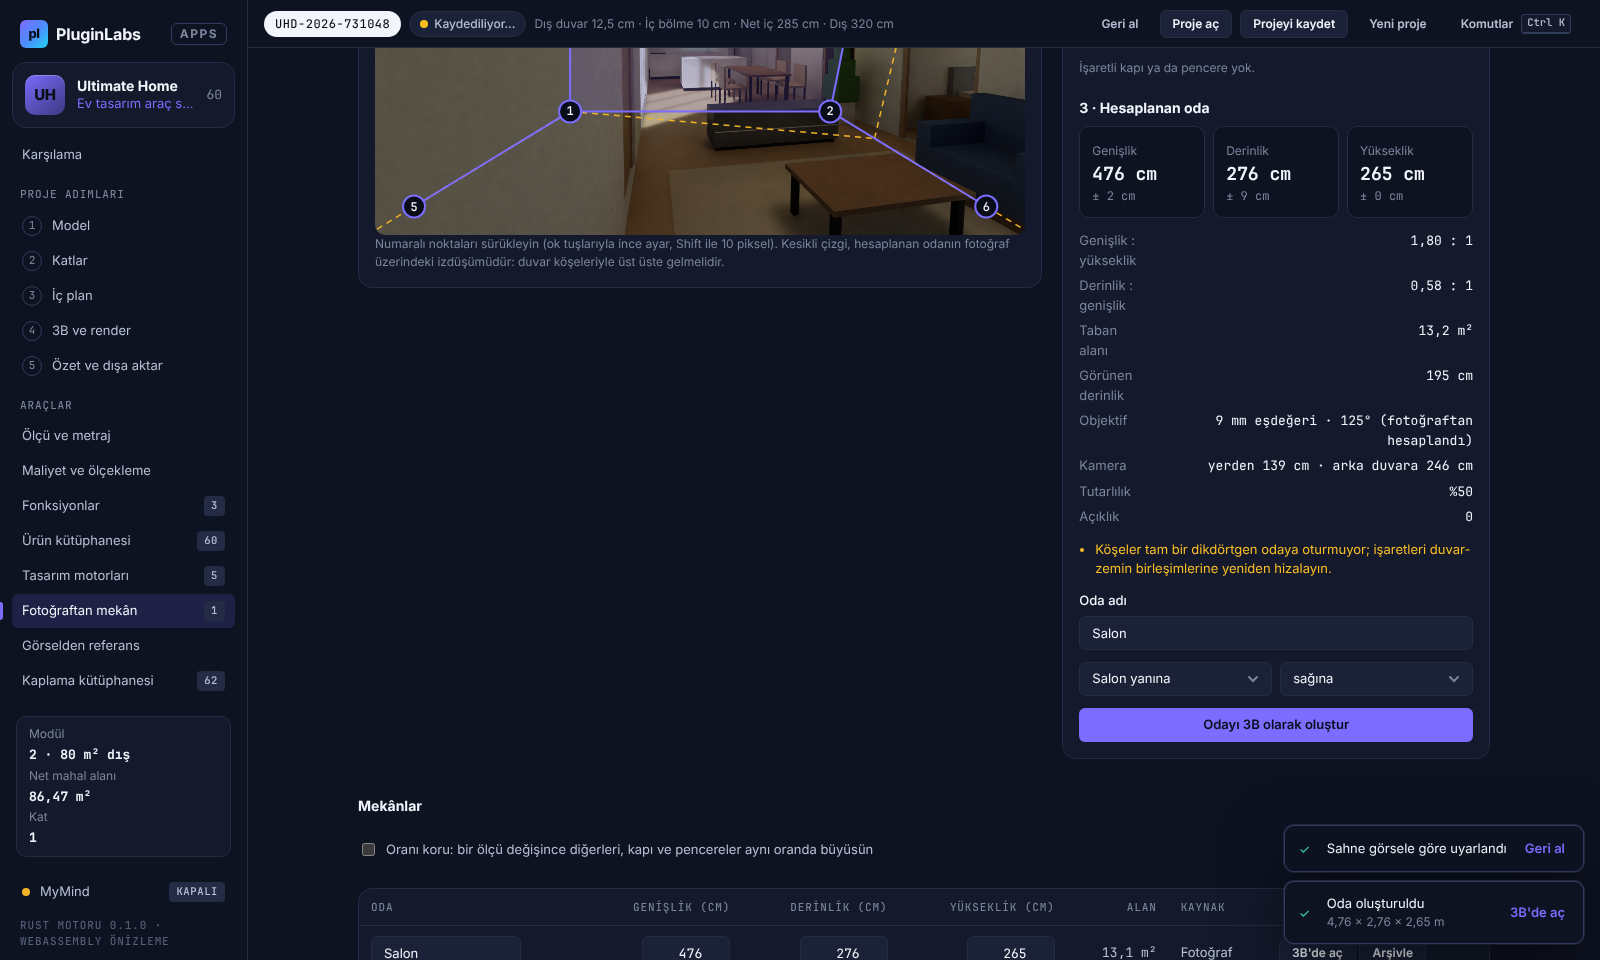 pl PluginLabs APPS
UH Ultimate Home
Ev tasarım araç s... 60
Karşılama
PROJE ADIMLARI
1 Model
2 Katlar
3 İç plan
4 3B ve render
5 Özet ve dışa aktar
ARAÇLAR
Ölçü ve metraj
Maliyet ve ölçekleme
Fonksiyonlar 3
Ürün kütüphanesi 60
Tasarım motorları 5
Fotoğraftan mekân 1
Görselden referans
Kaplama kütüphanesi 62
Modül
2 · 80 m² dış
Net mahal alanı
86,47 m²
Kat
1
MyMind KAPALI
RUST MOTORU 0.1.0 ·
WEBASSEMBLY ÖNİZLEME
UHD-2026-731048 Kaydediliyor... Dış duvar 12,5 cm · İç bölme 10 cm · Net iç 285 cm · Dış 320 cm Geri al Proje aç Projeyi kaydet Yeni proje Komutlar Ctrl K
1 2
5 6
Numaralı noktaları sürükleyin (ok tuşlarıyla ince ayar, Shift ile 10 piksel). Kesikli çizgi, hesaplanan odanın fotoğraf
üzerindeki izdüşümüdür: duvar köşeleriyle üst üste gelmelidir.
İşaretli kapı ya da pencere yok.
3 · Hesaplanan oda
Genişlik Derinlik Yükseklik
476 cm 276 cm 265 cm
± 2 cm ± 9 cm ± 0 cm
Genişlik : 1,80 : 1
yükseklik
Derinlik : 0,58 : 1
genişlik
Taban 13,2 m²
alanı
Görünen 195 cm
derinlik
Objektif 9 mm eşdeğeri · 125° (fotoğraftan
hesaplandı)
Kamera yerden 139 cm · arka duvara 246 cm
Tutarlılık %50
Açıklık 0
• Köşeler tam bir dikdörtgen odaya oturmuyor; işaretleri duvar-
zemin birleşimlerine yeniden hizalayın.
Oda adı
Salon
Salon yanına sağına
Odayı 3B olarak oluştur
Mekânlar
Oranı koru: bir ölçü değişince diğerleri, kapı ve pencereler aynı oranda büyüsün
ODA GENİŞLİK (CM) DERİNLİK (CM) YÜKSEKLİK (CM) ALAN KAYNAK
Salon 476 276 265 13,1 m² Fotoğraf 3B'de aç Arşivle
Sahne görsele göre uyarlandı Geri al
Oda oluşturuldu
4,76 × 2,76 × 2,65 m 3B'de aç